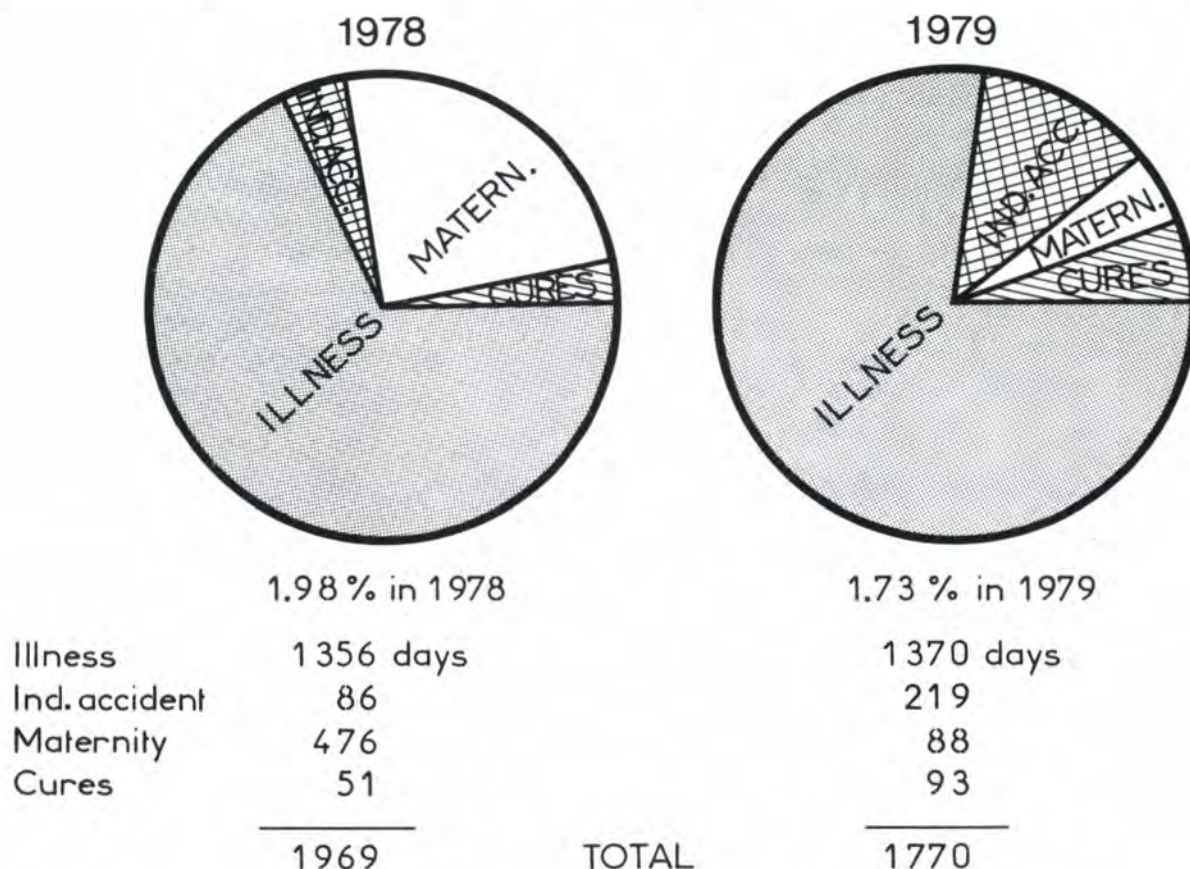 1978 1979
IND. ACC. MATERN. IND. ACC. MATERN.
CURES CURES
ILLNESS ILLNESS
1.98 % in 1978 1.73 % in 1979
Illness 1356 days 1370 days
Ind. accident 86 219
Maternity 476 88
Cures 51 93
1969 TOTAL 1770